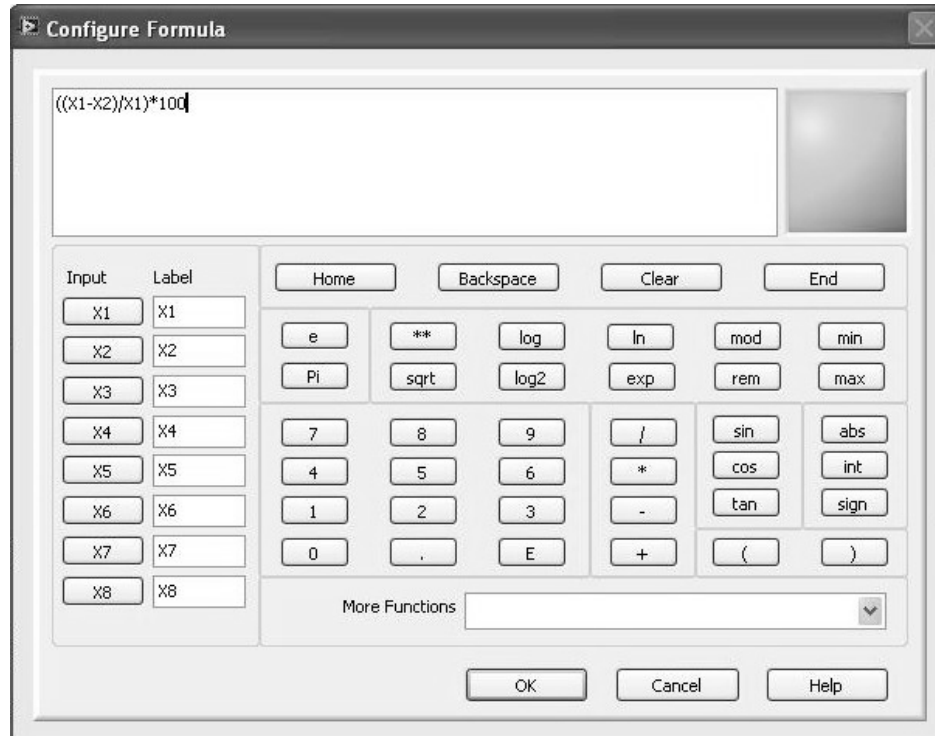 Configure Formula
((X1-X2)/X1)*100
Input Label
Home Backspace Clear End
X1 X1
X2 X2
X3 X3
X4 X4
X5 X5
X6 X6
X7 X7
X8 X8
e ** log ln mod min
Pi sqrt log2 exp rem max
7 8 9 / sin abs
4 5 6 * cos int
1 2 3 - tan sign
0 . E + ( )
More Functions
OK Cancel Help